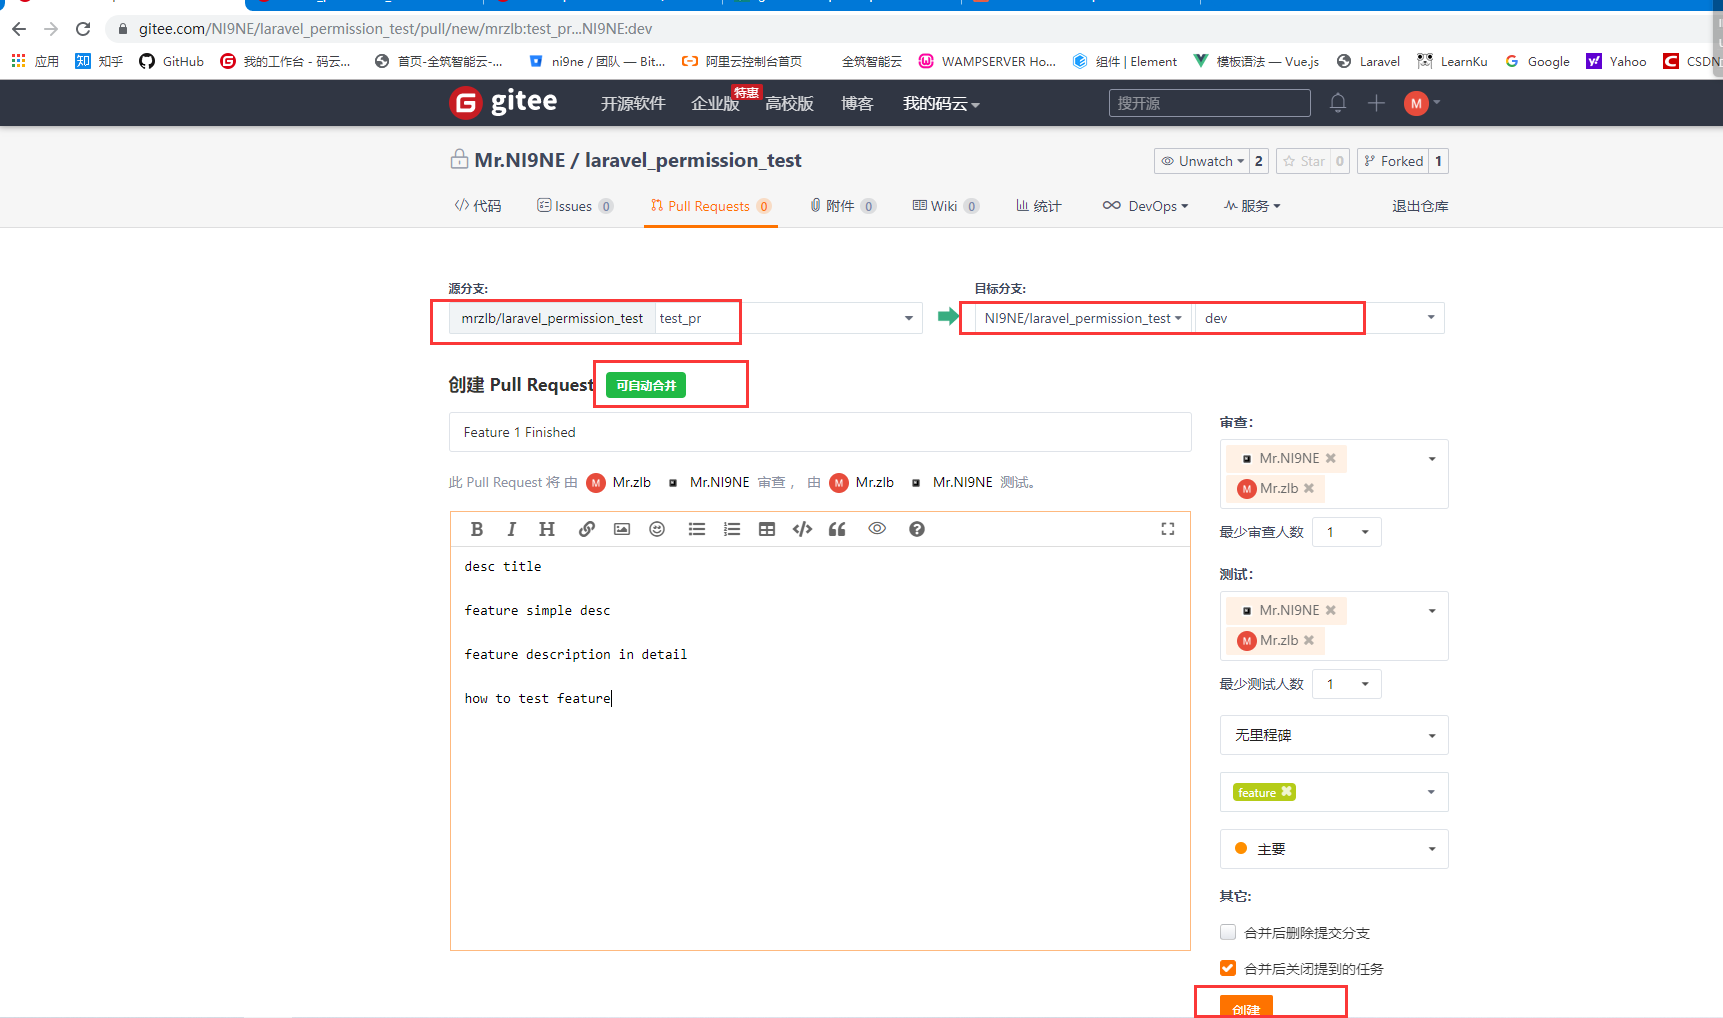 gitee.com/NI9NE/laravel_permission_test/pull/new/mrzlb:test_pr...NI9NE:dev
应用 知乎 GitHub 我的工作台 - 码云... 首页-全筑智能云-... ni9ne / 团队 — Bit... 阿里云控制台首页 全筑智能云 WAMPSERVER Ho... 组件 | Element 模板语法 — Vue.js Laravel LearnKu Google Yahoo CSDN
gitee 开源软件 企业版 特惠 高校版 博客 我的码云 搜开源 M
Mr.NI9NE / laravel_permission_test Unwatch 2 Star 0 Forked 1
代码 Issues 0 Pull Requests 0 附件 0 Wiki 0 统计 DevOps 服务 退出仓库
源分支: 目标分支:
mrzlb/laravel_permission_test test_pr NI9NE/laravel_permission_test dev
创建 Pull Request 可自动合并
Feature 1 Finished
此 Pull Request 将 由 M Mr.zlb Mr.NI9NE 审查， 由 M Mr.zlb Mr.NI9NE 测试。
desc title
feature simple desc
feature description in detail
how to test feature
审查:
Mr.NI9NE
M Mr.zlb
最少审查人数 1
测试:
Mr.NI9NE
M Mr.zlb
最少测试人数 1
无里程碑
feature
主要
其它:
合并后删除提交分支
合并后关闭提到的任务
创建